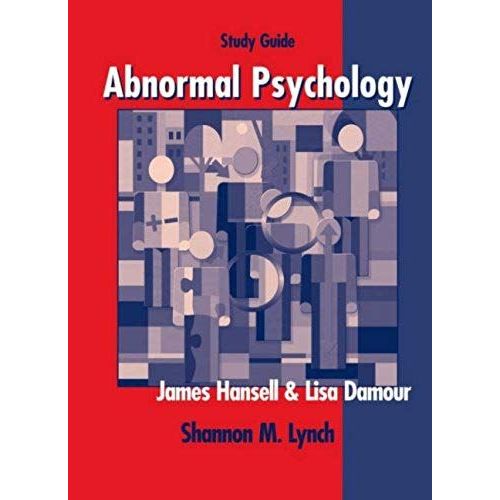 Study Guide
Abnormal Psychology
James Hansell & Lisa Damour
Shannon M. Lynch